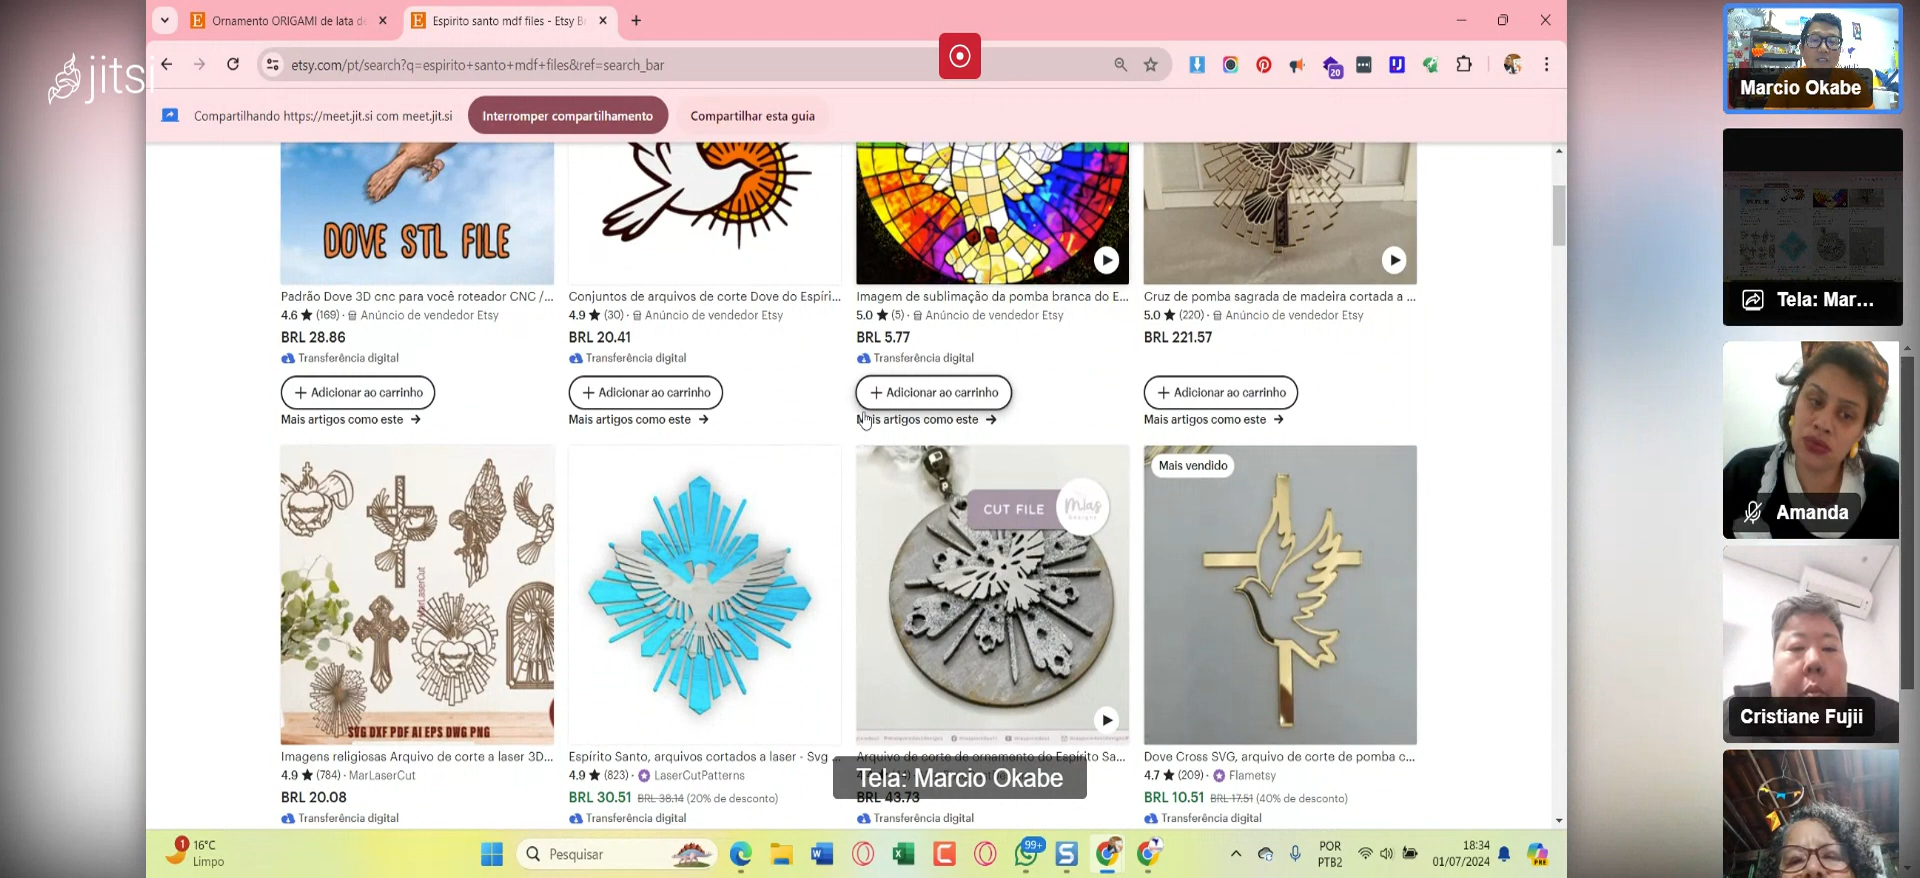 jitsi
Ornamento ORIGAMI de lata de
Espirito santo mdf files - Etsy B
etsy.com/pt/search?q=espirito+santo+mdf+files&ref=search_bar
20
Compartilhando https://meet.jit.si com meet.jit.si
Interromper compartilhamento
Compartilhar esta guia
DOVE STL FILE
Padrão Dove 3D cnc para você roteador CNC /...
4.6 ★ (169) · Anúncio de vendedor Etsy
BRL 28.86
Transferência digital
+ Adicionar ao carrinho
Mais artigos como este →
Conjuntos de arquivos de corte Dove do Espíri...
4.9 ★ (30) · Anúncio de vendedor Etsy
BRL 20.41
Transferência digital
+ Adicionar ao carrinho
Mais artigos como este →
Imagem de sublimação da pomba branca do E...
5.0 ★ (5) · Anúncio de vendedor Etsy
BRL 5.77
Transferência digital
+ Adicionar ao carrinho
Mais artigos como este →
Cruz de pomba sagrada de madeira cortada a ...
5.0 ★ (220) · Anúncio de vendedor Etsy
BRL 221.57
+ Adicionar ao carrinho
Mais artigos como este →
MarLaserCut
SVG DXF PDF AI EPS DWG PNG
Imagens religiosas Arquivo de corte a laser 3D...
4.9 ★ (784) · MarLaserCut
BRL 20.08
Transferência digital
Espírito Santo, arquivos cortados a laser - Svg ...
4.9 ★ (823) · LaserCutPatterns
BRL 30.51 BRL 38.14 (20% de desconto)
Transferência digital
CUT FILE
Mias
Designs
Arquivo de corte de ornamento do Espírito Sa...
BRL 43.73
Transferência digital
Mais vendido
Dove Cross SVG, arquivo de corte de pomba c...
4.7 ★ (209) · Flametsy
BRL 10.51 BRL 17.51 (40% de desconto)
Transferência digital
Tela: Marcio Okabe
1
16°C
Limpo
Pesquisar
99+
POR
PTB2
18:34
01/07/2024
PRE
Marcio Okabe
Tela: Mar...
Amanda
Cristiane Fujii